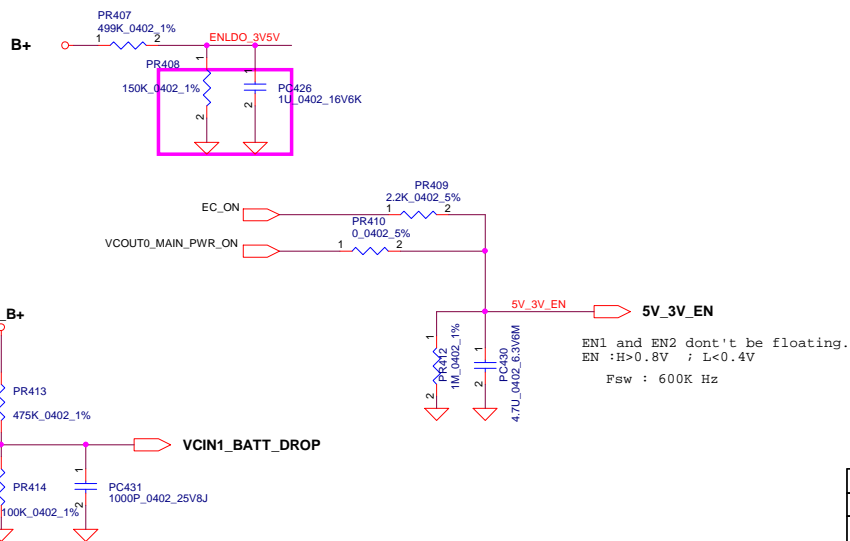 PR407
499K_0402_1%
B+
1
2
ENLDO_3V5V
PR408
1
150K_0402_1%
2
1
PC426
1U_0402_16V6K
2
PR409
2.2K_0402_5%
EC_ON
1
2
PR410
0_0402_5%
VCOUT0_MAIN_PWR_ON
1
2
5V_3V_EN
5V_3V_EN
1
PR412
1M_0402_1%
2
1
PC430
4.7U_0402_6.3V6M
2
EN1 and EN2 dont't be floating.
EN :H>0.8V ; L<0.4V
Fsw : 600K Hz
_B+
PR413
475K_0402_1%
VCIN1_BATT_DROP
PR414
100K_0402_1%
1
PC431
1000P_0402_25V8J
2